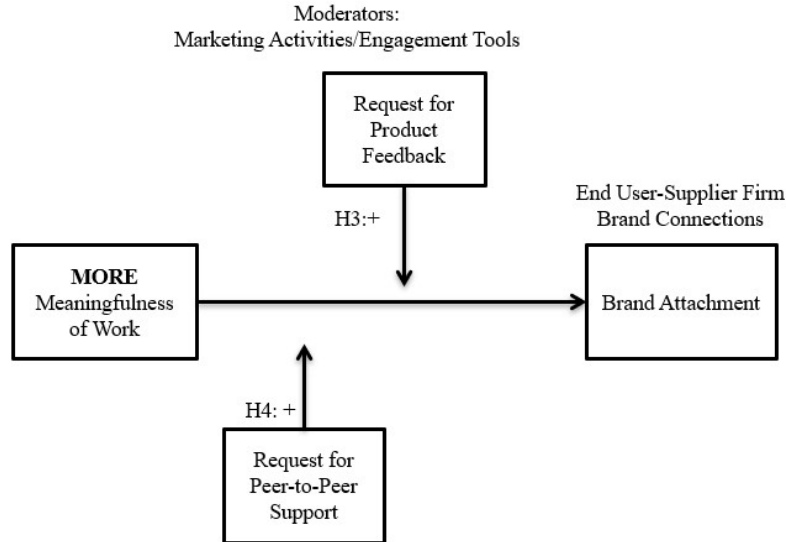 Moderators:
Marketing Activities/Engagement Tools
Request for
Product
Feedback
End User-Supplier Firm
Brand Connections
H3:+
MORE
Meaningfulness
of Work
Brand Attachment
H4: +
Request for
Peer-to-Peer
Support